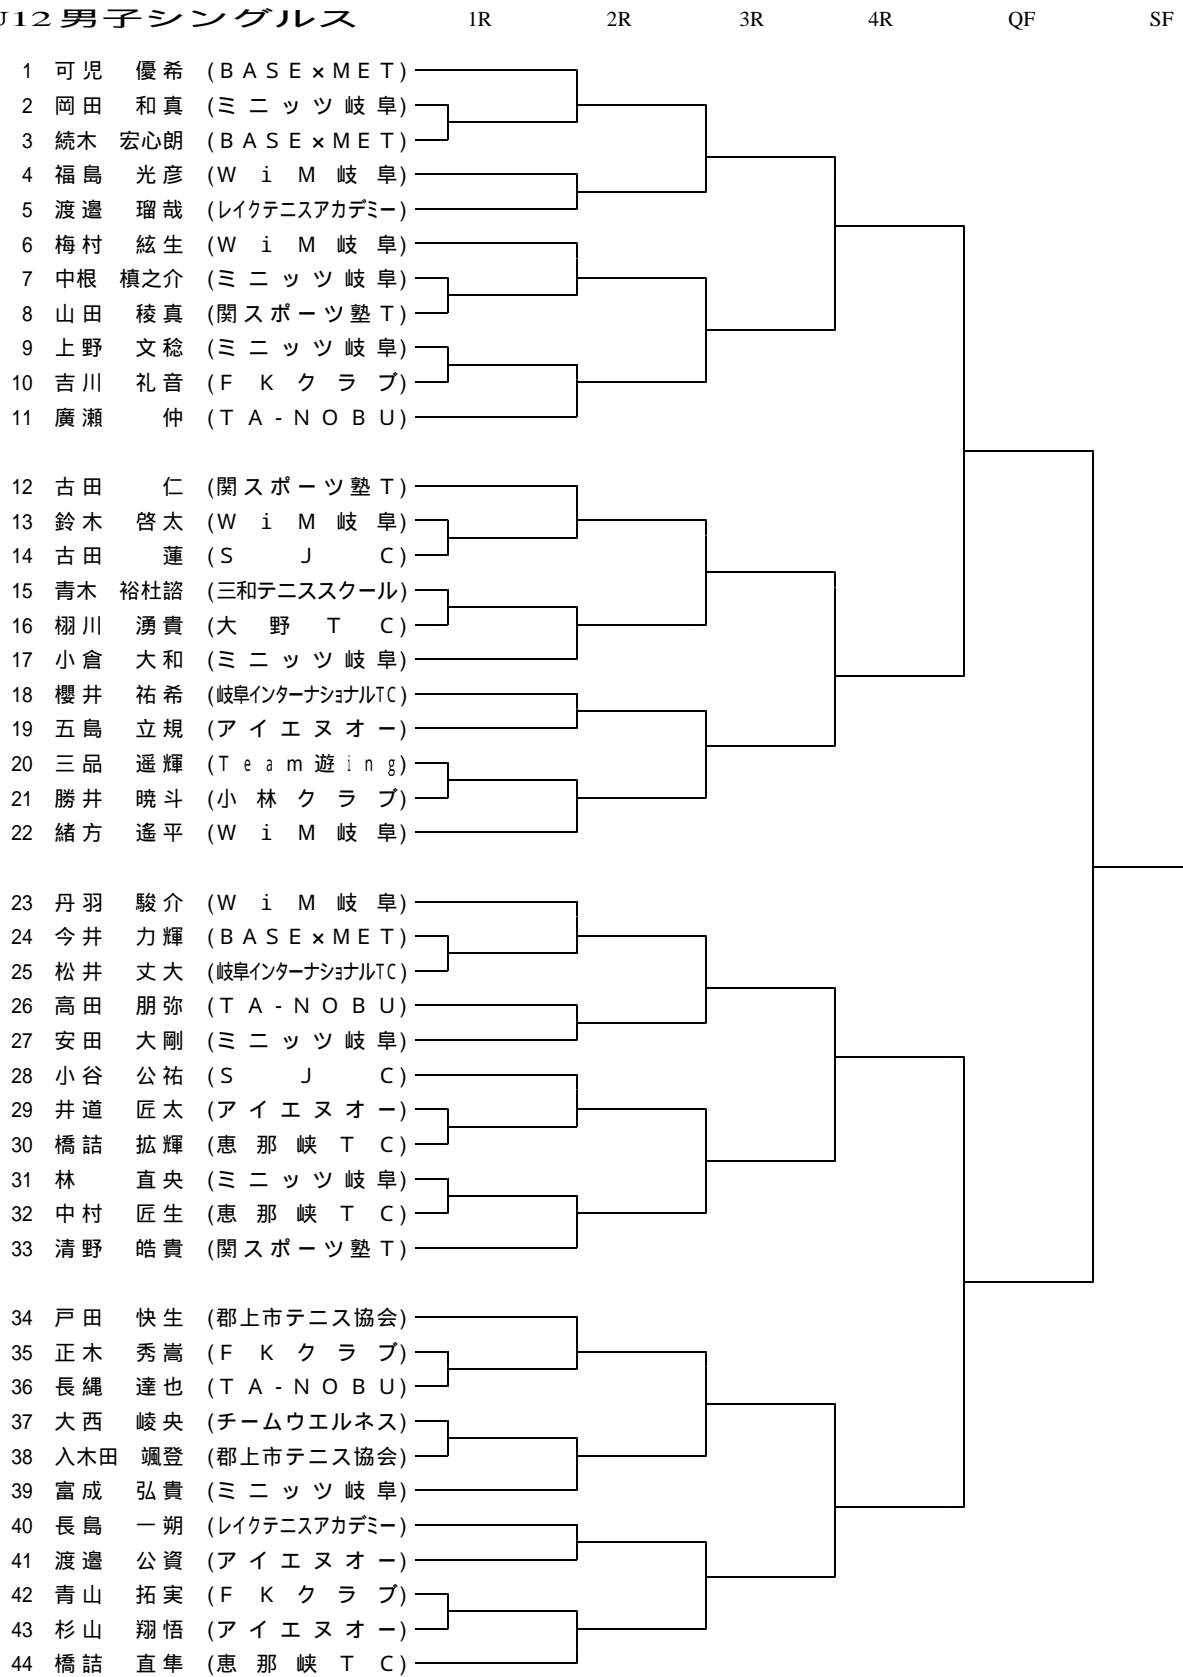 U12男子シングルス 1R 2R 3R 4R QF SF
1 可児 優希 (BASE×MET)
2 岡田 和真 (ミニッツ岐阜)
3 続木 宏心朗 (BASE×MET)
4 福島 光彦 (WiM岐阜)
5 渡邉 瑠哉 (レイクテニスアカデミー)
6 梅村 絃生 (WiM岐阜)
7 中根 槙之介 (ミニッツ岐阜)
8 山田 稜真 (関スポーツ塾T)
9 上野 文稔 (ミニッツ岐阜)
10 吉川 礼音 (FKクラブ)
11 廣瀬 仲 (TA-NOBU)
12 古田 仁 (関スポーツ塾T)
13 鈴木 啓太 (WiM岐阜)
14 古田 蓮 (SJC)
15 青木 裕杜諮 (三和テニススクール)
16 栩川 湧貴 (大野TC)
17 小倉 大和 (ミニッツ岐阜)
18 櫻井 祐希 (岐阜インターナショナルTC)
19 五島 立規 (アイエヌオー)
20 三品 遥輝 (Team遊ing)
21 勝井 暁斗 (小林クラブ)
22 緒方 遙平 (WiM岐阜)
23 丹羽 駿介 (WiM岐阜)
24 今井 力輝 (BASE×MET)
25 松井 丈大 (岐阜インターナショナルTC)
26 高田 朋弥 (TA-NOBU)
27 安田 大剛 (ミニッツ岐阜)
28 小谷 公祐 (SJC)
29 井道 匠太 (アイエヌオー)
30 橋詰 拡輝 (恵那峡TC)
31 林 直央 (ミニッツ岐阜)
32 中村 匠生 (恵那峡TC)
33 清野 皓貴 (関スポーツ塾T)
34 戸田 快生 (郡上市テニス協会)
35 正木 秀嵩 (FKクラブ)
36 長縄 達也 (TA-NOBU)
37 大西 崚央 (チームウエルネス)
38 入木田 颯登 (郡上市テニス協会)
39 富成 弘貴 (ミニッツ岐阜)
40 長島 一朔 (レイクテニスアカデミー)
41 渡邉 公資 (アイエヌオー)
42 青山 拓実 (FKクラブ)
43 杉山 翔悟 (アイエヌオー)
44 橋詰 直隼 (恵那峡TC)